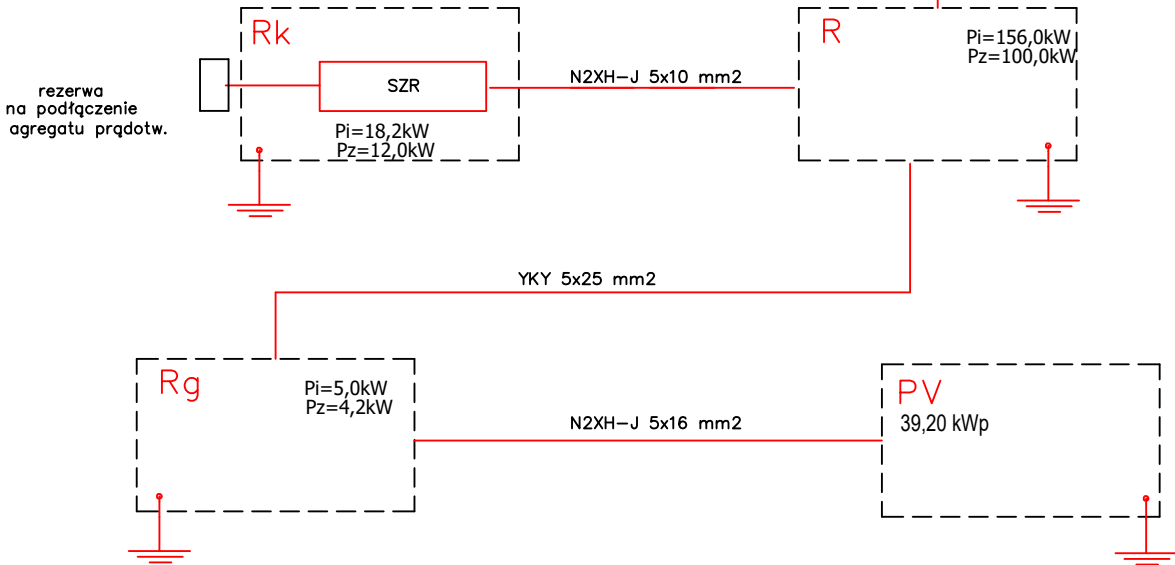 Rk
SZR
Pi=18,2kW
Pz=12,0kW
rezerwa
na podłączenie
agregatu prądotw.
N2XH-J 5x10 mm2
R
Pi=156,0kW
Pz=100,0kW
YKY 5x25 mm2
Rg
Pi=5,0kW
Pz=4,2kW
N2XH-J 5x16 mm2
PV
39,20 kWp